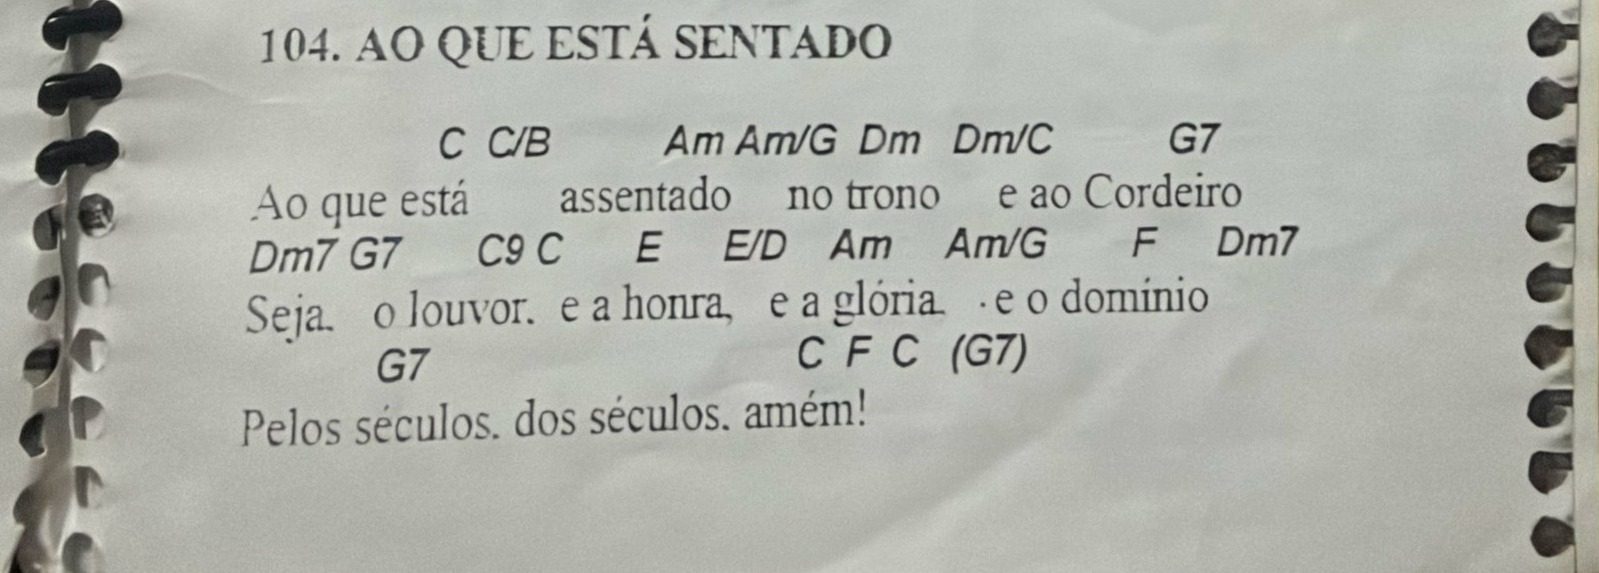 104. AO QUE ESTÁ SENTADO
C C/B Am Am/G Dm Dm/C G7
Ao que está assentado no trono e ao Cordeiro
Dm7 G7 C9 C E E/D Am Am/G F Dm7
Seja. o louvor. e a honra, e a glória. . e o domínio
G7 C F C (G7)
Pelos séculos. dos séculos. amém!